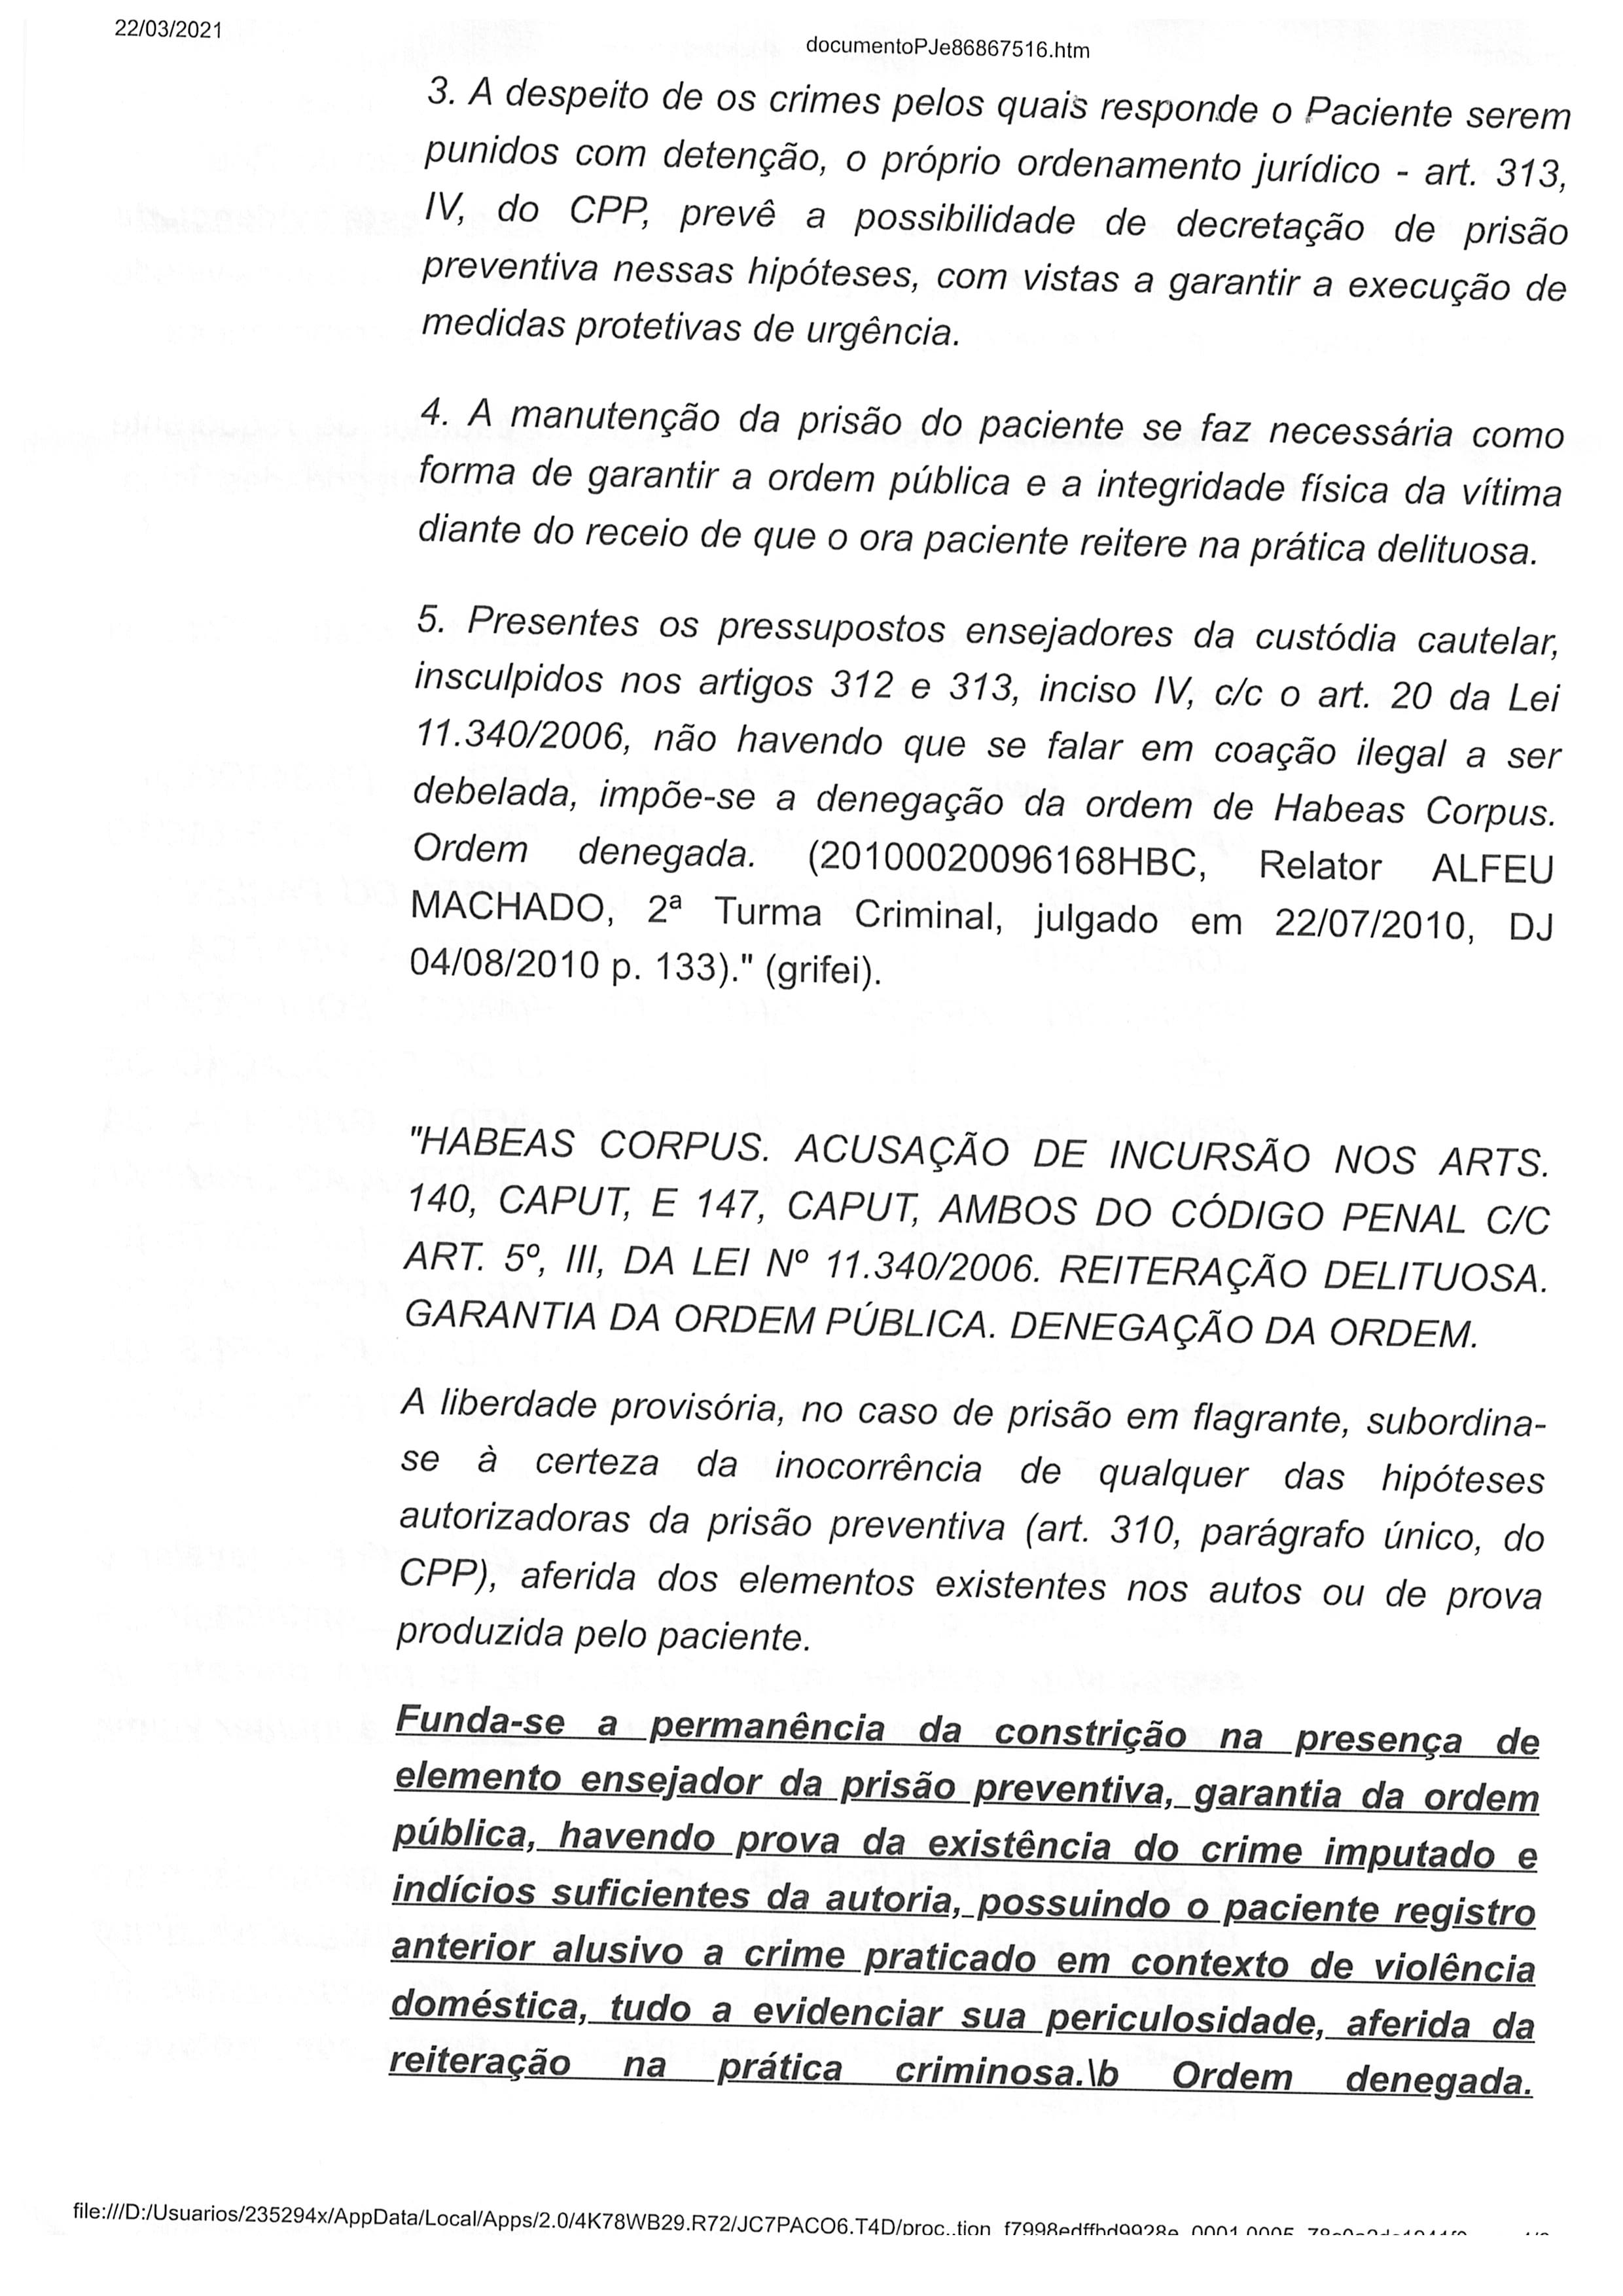 22/03/2021
documentoPJe86867516.htm
3. A despeito de os crimes pelos quais responde o Paciente serem
punidos com detenção, o próprio ordenamento jurídico - art. 313,
IV, do CPP, prevê a possibilidade de decretação de prisão
preventiva nessas hipóteses, com vistas a garantir a execução de
medidas protetivas de urgência.
4. A manutenção da prisão do paciente se faz necessária como
forma de garantir a ordem pública e a integridade física da vítima
diante do receio de que o ora paciente reitere na prática delituosa.
5. Presentes os pressupostos ensejadores da custódia cautelar,
insculpidos nos artigos 312 e 313, inciso IV, c/c o art. 20 da Lei
11.340/2006, não havendo que se falar em coação ilegal a ser
debelada, impõe-se a denegação da ordem de Habeas Corpus.
Ordem denegada. (20100020096168HBC, Relator ALFEU
MACHADO, 2ª Turma Criminal, julgado em 22/07/2010, DJ
04/08/2010 p. 133)." (grifei).
"HABEAS CORPUS. ACUSAÇÃO DE INCURSÃO NOS ARTS.
140, CAPUT, E 147, CAPUT, AMBOS DO CÓDIGO PENAL C/C
ART. 5º, III, DA LEI Nº 11.340/2006. REITERAÇÃO DELITUOSA.
GARANTIA DA ORDEM PÚBLICA. DENEGAÇÃO DA ORDEM.
A liberdade provisória, no caso de prisão em flagrante, subordina-
se à certeza da inocorrência de qualquer das hipóteses
autorizadoras da prisão preventiva (art. 310, parágrafo único, do
CPP), aferida dos elementos existentes nos autos ou de prova
produzida pelo paciente.
Funda-se a permanência da constrição na presença de
elemento ensejador da prisão preventiva, garantia da ordem
pública, havendo prova da existência do crime imputado e
indícios suficientes da autoria, possuindo o paciente registro
anterior alusivo a crime praticado em contexto de violência
doméstica, tudo a evidenciar sua periculosidade, aferida da
reiteração na prática criminosa.\b Ordem denegada.
file:///D:/Usuarios/235294x/AppData/Local/Apps/2.0/4K78WB29.R72/JC7PACO6.T4D/proc..tion